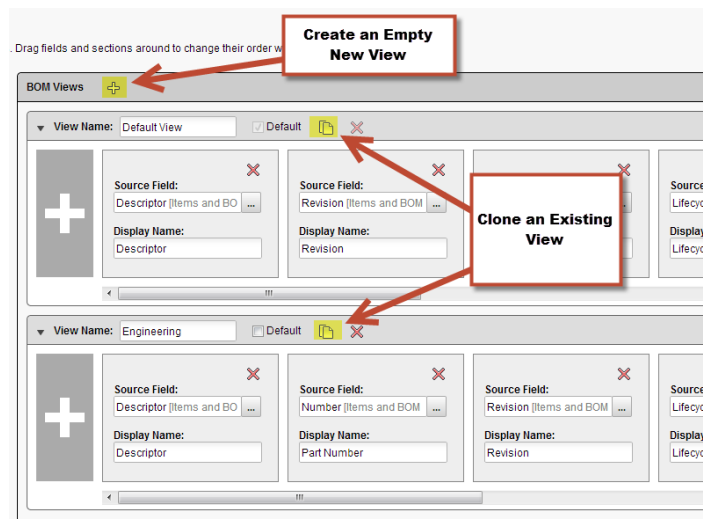 Create an Empty
New View
. Drag fields and sections around to change their order w
BOM Views
View Name: Default View Default
Source Field:
Descriptor [Items and BO ...
Display Name:
Descriptor
Source Field:
Revision [Items and BOM ...
Display Name:
Revision
Clone an Existing
View
Source
Lifecyc
Display
Lifecyc
View Name: Engineering Default
Source Field:
Descriptor [Items and BO ...
Display Name:
Descriptor
Source Field:
Number [Items and BOM ...
Display Name:
Part Number
Source Field:
Revision [Items and BOM ...
Display Name:
Revision
Source
Lifecyc
Display
Lifecyc